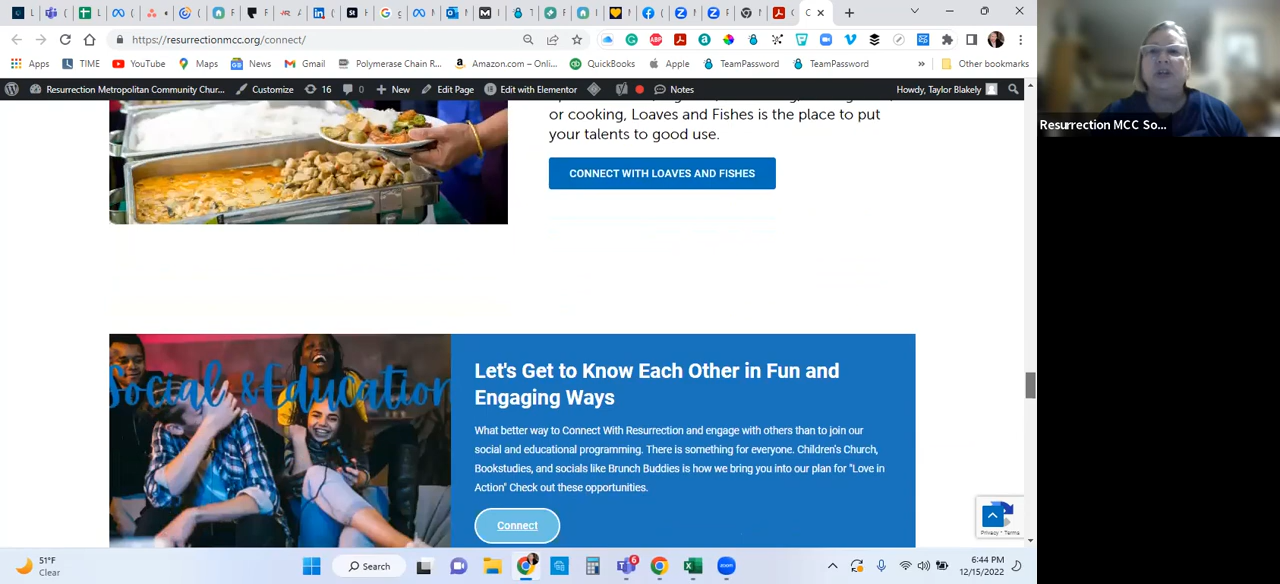 https://resurrectionmcc.org/connect/
Apps TIME YouTube Maps News Gmail Polymerase Chain R... Amazon.com – Onli... QuickBooks Apple TeamPassword TeamPassword » Other bookmarks
Resurrection Metropolitan Community Chur... Customize 16 0 New Edit Page Edit with Elementor Notes Howdy, Taylor Blakely
or cooking, Loaves and Fishes is the place to put
your talents to good use.
CONNECT WITH LOAVES AND FISHES
Social & Education
Let's Get to Know Each Other in Fun and
Engaging Ways
What better way to Connect With Resurrection and engage with others than to join our
social and educational programming. There is something for everyone. Children's Church,
Bookstudies, and socials like Brunch Buddies is how we bring you into our plan for "Love in
Action" Check out these opportunities.
Connect
Privacy • Terms
Resurrection MCC So...
51°F
Clear
Search
6
6:44 PM
12/15/2022